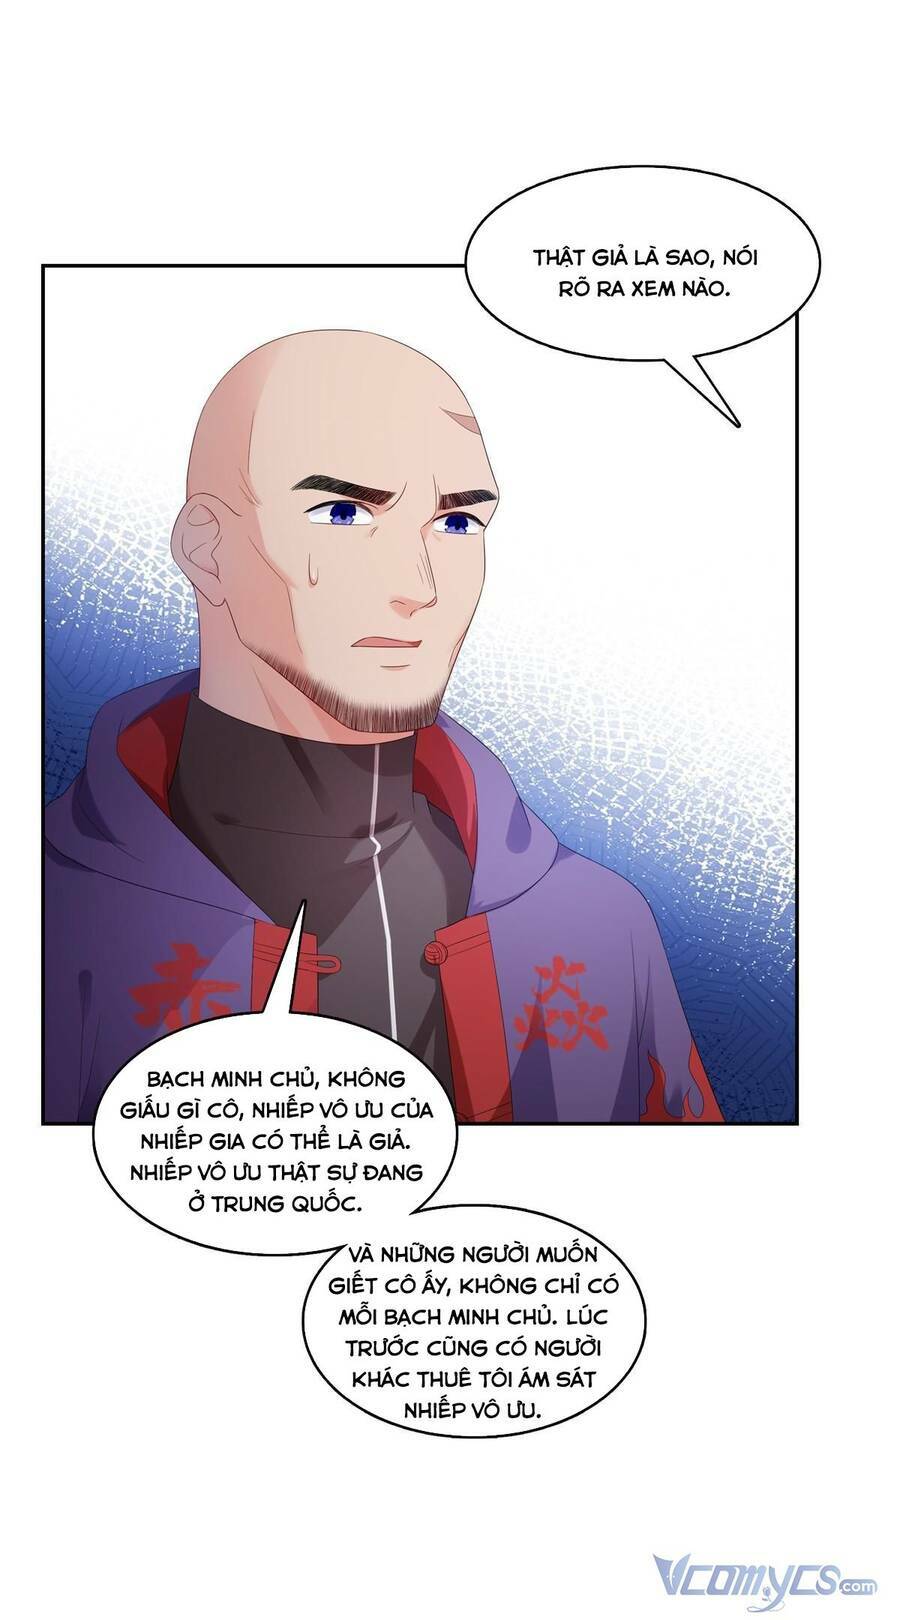 THẬT GIẢ LÀ SAO, NÓI
RÕ RA XEM NÀO.
赤
焱
BẠCH MINH CHỦ, KHÔNG
GIẤU GÌ CÔ, NHIẾP VÔ ƯU CỦA
NHIẾP GIA CÓ THỂ LÀ GIẢ.
NHIẾP VÔ ƯU THẬT SỰ ĐANG
Ở TRUNG QUỐC.
VÀ NHỮNG NGƯỜI MUỐN
GIẾT CÔ ẤY, KHÔNG CHỈ CÓ
MỖI BẠCH MINH CHỦ. LÚC
TRƯỚC CŨNG CÓ NGƯỜI
KHÁC THUÊ TÔI ÁM SÁT
NHIẾP VÔ ƯU.
VCOMYCS.com